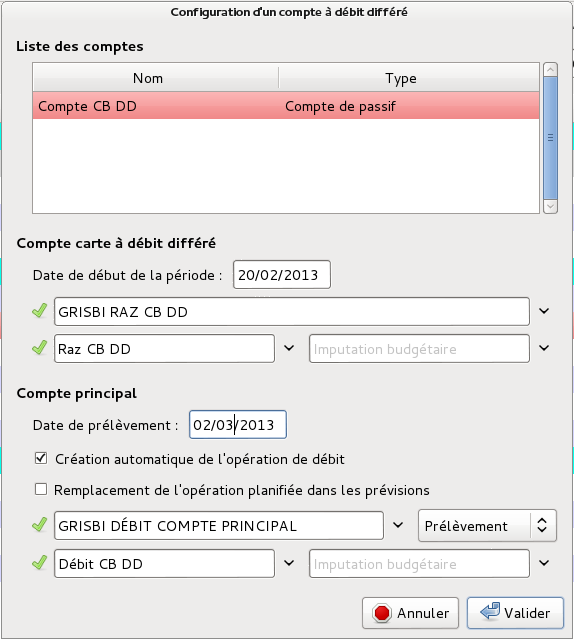 Configuration d'un compte à débit différé
Liste des comptes
Nom Type
Compte CB DD Compte de passif
Compte carte à débit différé
Date de début de la période : 20/02/2013
GRISBI RAZ CB DD
Raz CB DD Imputation budgétaire
Compte principal
Date de prélèvement : 02/03/2013
Création automatique de l'opération de débit
Remplacement de l'opération planifiée dans les prévisions
GRISBI DÉBIT COMPTE PRINCIPAL Prélèvement
Débit CB DD Imputation budgétaire
Annuler Valider